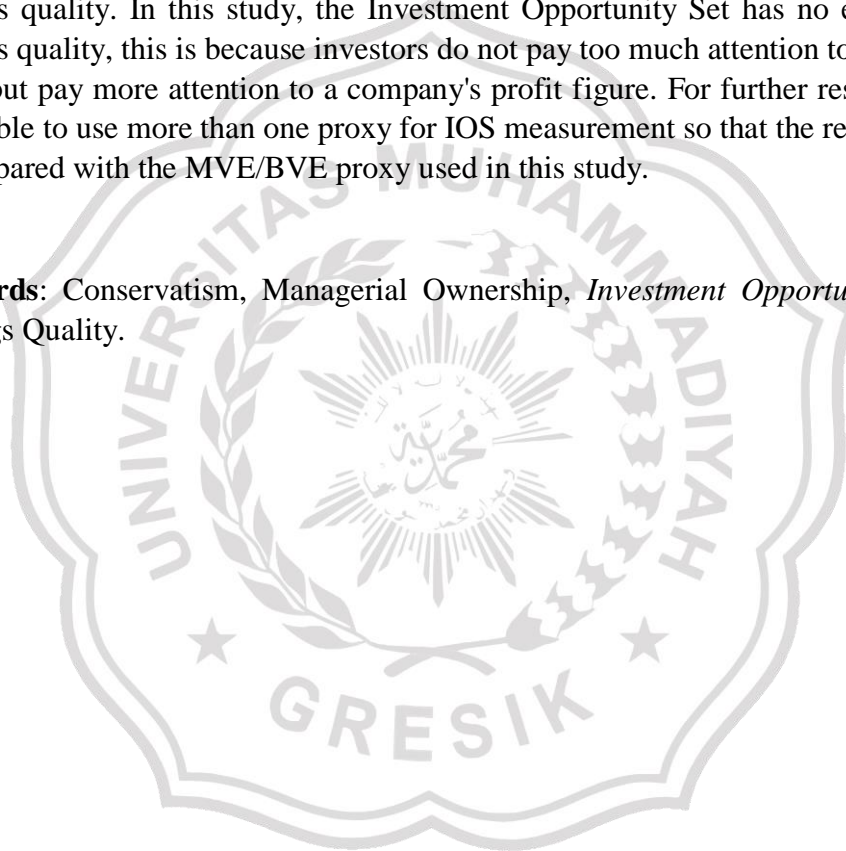 s quality. In this study, the Investment Opportunity Set has no e
s quality, this is because investors do not pay too much attention to
but pay more attention to a company's profit figure. For further res
ble to use more than one proxy for IOS measurement so that the re
pared with the MVE/BVE proxy used in this study.
rds: Conservatism, Managerial Ownership, Investment Opportu
gs Quality.
UNIVERSITAS MUHAMMADIYAH
محمد
GRESIK